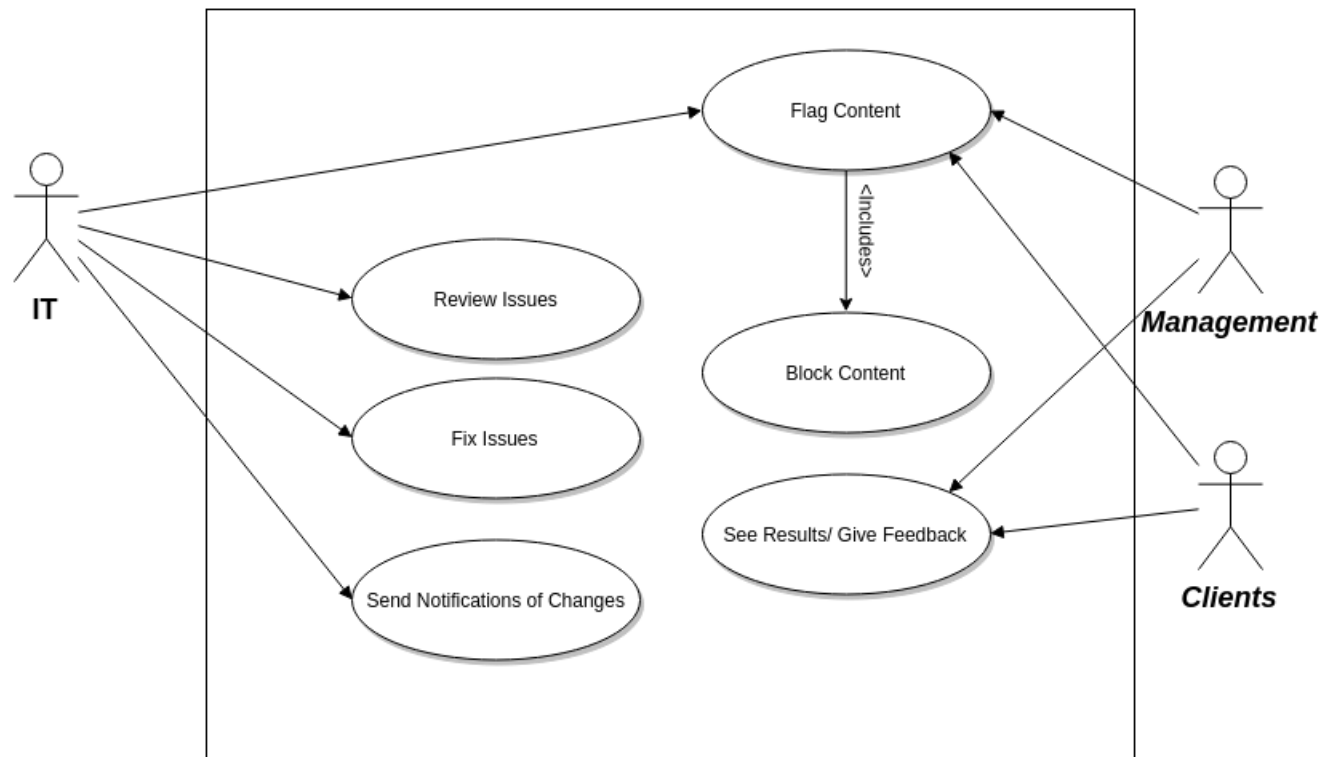 Flag Content
<Includes>
IT
Review Issues
Management
Block Content
Fix Issues
See Results/ Give Feedback
Clients
Send Notifications of Changes